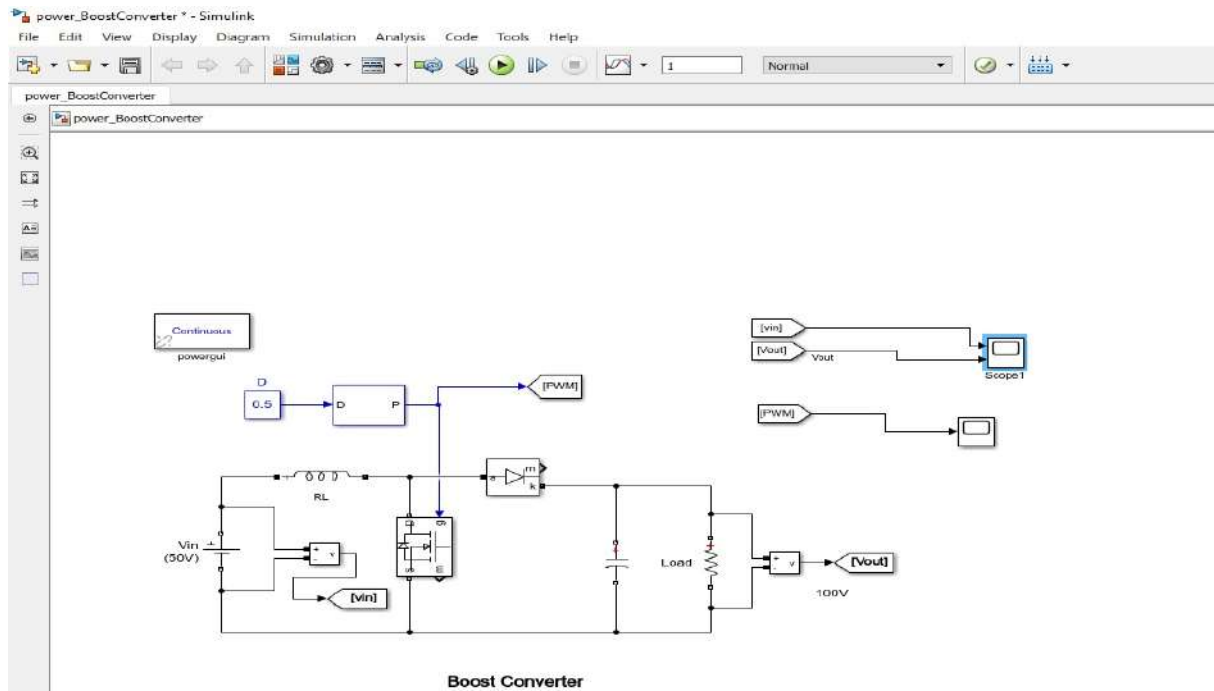 power_BoostConverter * - Simulink
File Edit View Display Diagram Simulation Analysis Code Tools Help
1 Normal
power_BoostConverter
power_BoostConverter
Continuous
powergui
[vin]
[Vout] Vout
Scope1
D
0.5 D P
[PWM]
[PWM]
RL
a m k
D g S m
Vin + (50V)
+ - v
[vin]
Load
+ - v
[Vout]
100V
Boost Converter